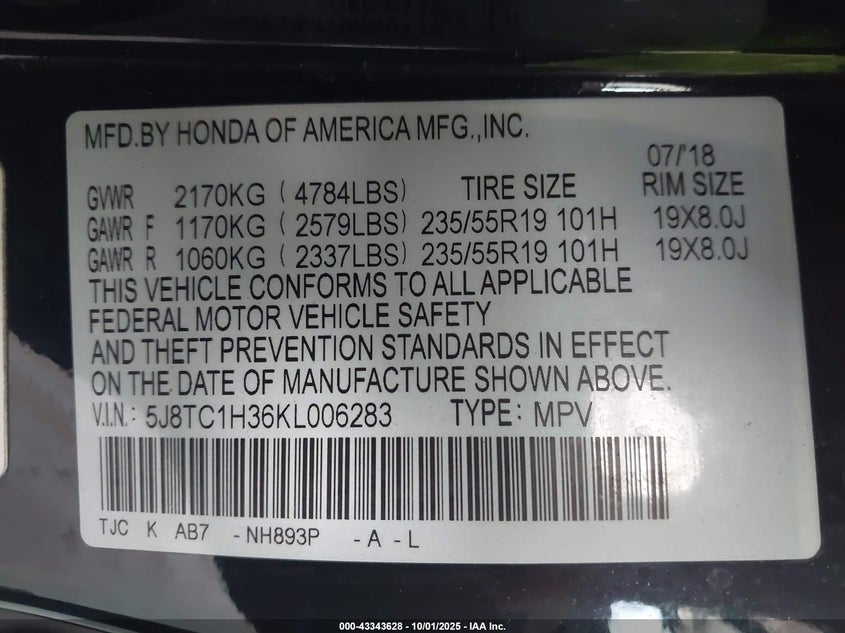 MFD.BY HONDA OF AMERICA MFG.,INC.
07/'18
GVWR 2170KG ( 4784LBS) TIRE SIZE RIM SIZE
GAWR F 1170KG ( 2579LBS) 235/55R19 101H 19X8.0J
GAWR R 1060KG ( 2337LBS) 235/55R19 101H 19X8.0J
THIS VEHICLE CONFORMS TO ALL APPLICABLE
FEDERAL MOTOR VEHICLE SAFETY
AND THEFT PREVENTION STANDARDS IN EFFECT
ON THE DATE OF MANUFACTURE SHOWN ABOVE.
V.I.N.: 5J8TC1H36KL006283 TYPE: MPV
TJC K AB7 -NH893P -A -L
000-43343628 - 10/01/2025 - IAA Inc.